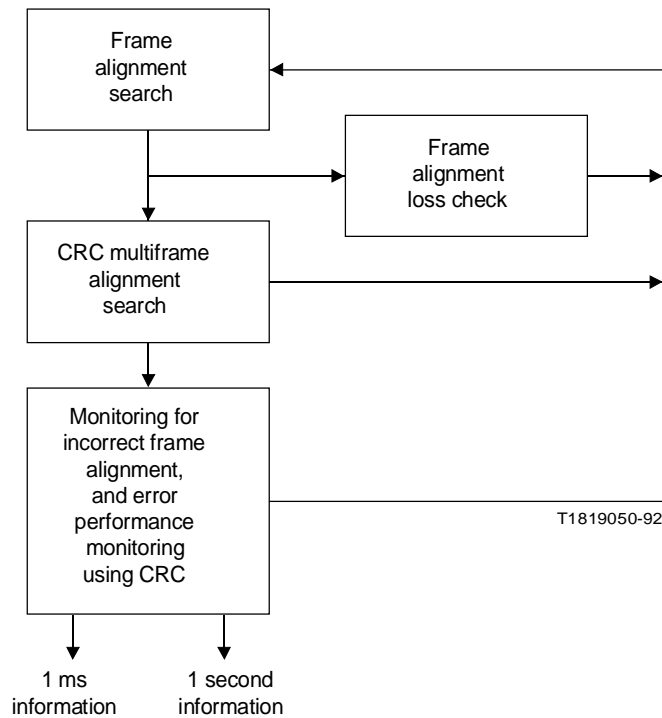 Frame
alignment
search
Frame
alignment
loss check
CRC multiframe
alignment
search
Monitoring for
incorrect frame
alignment,
and error
performance
monitoring
using CRC
T1819050-92
1 ms
information
1 second
information